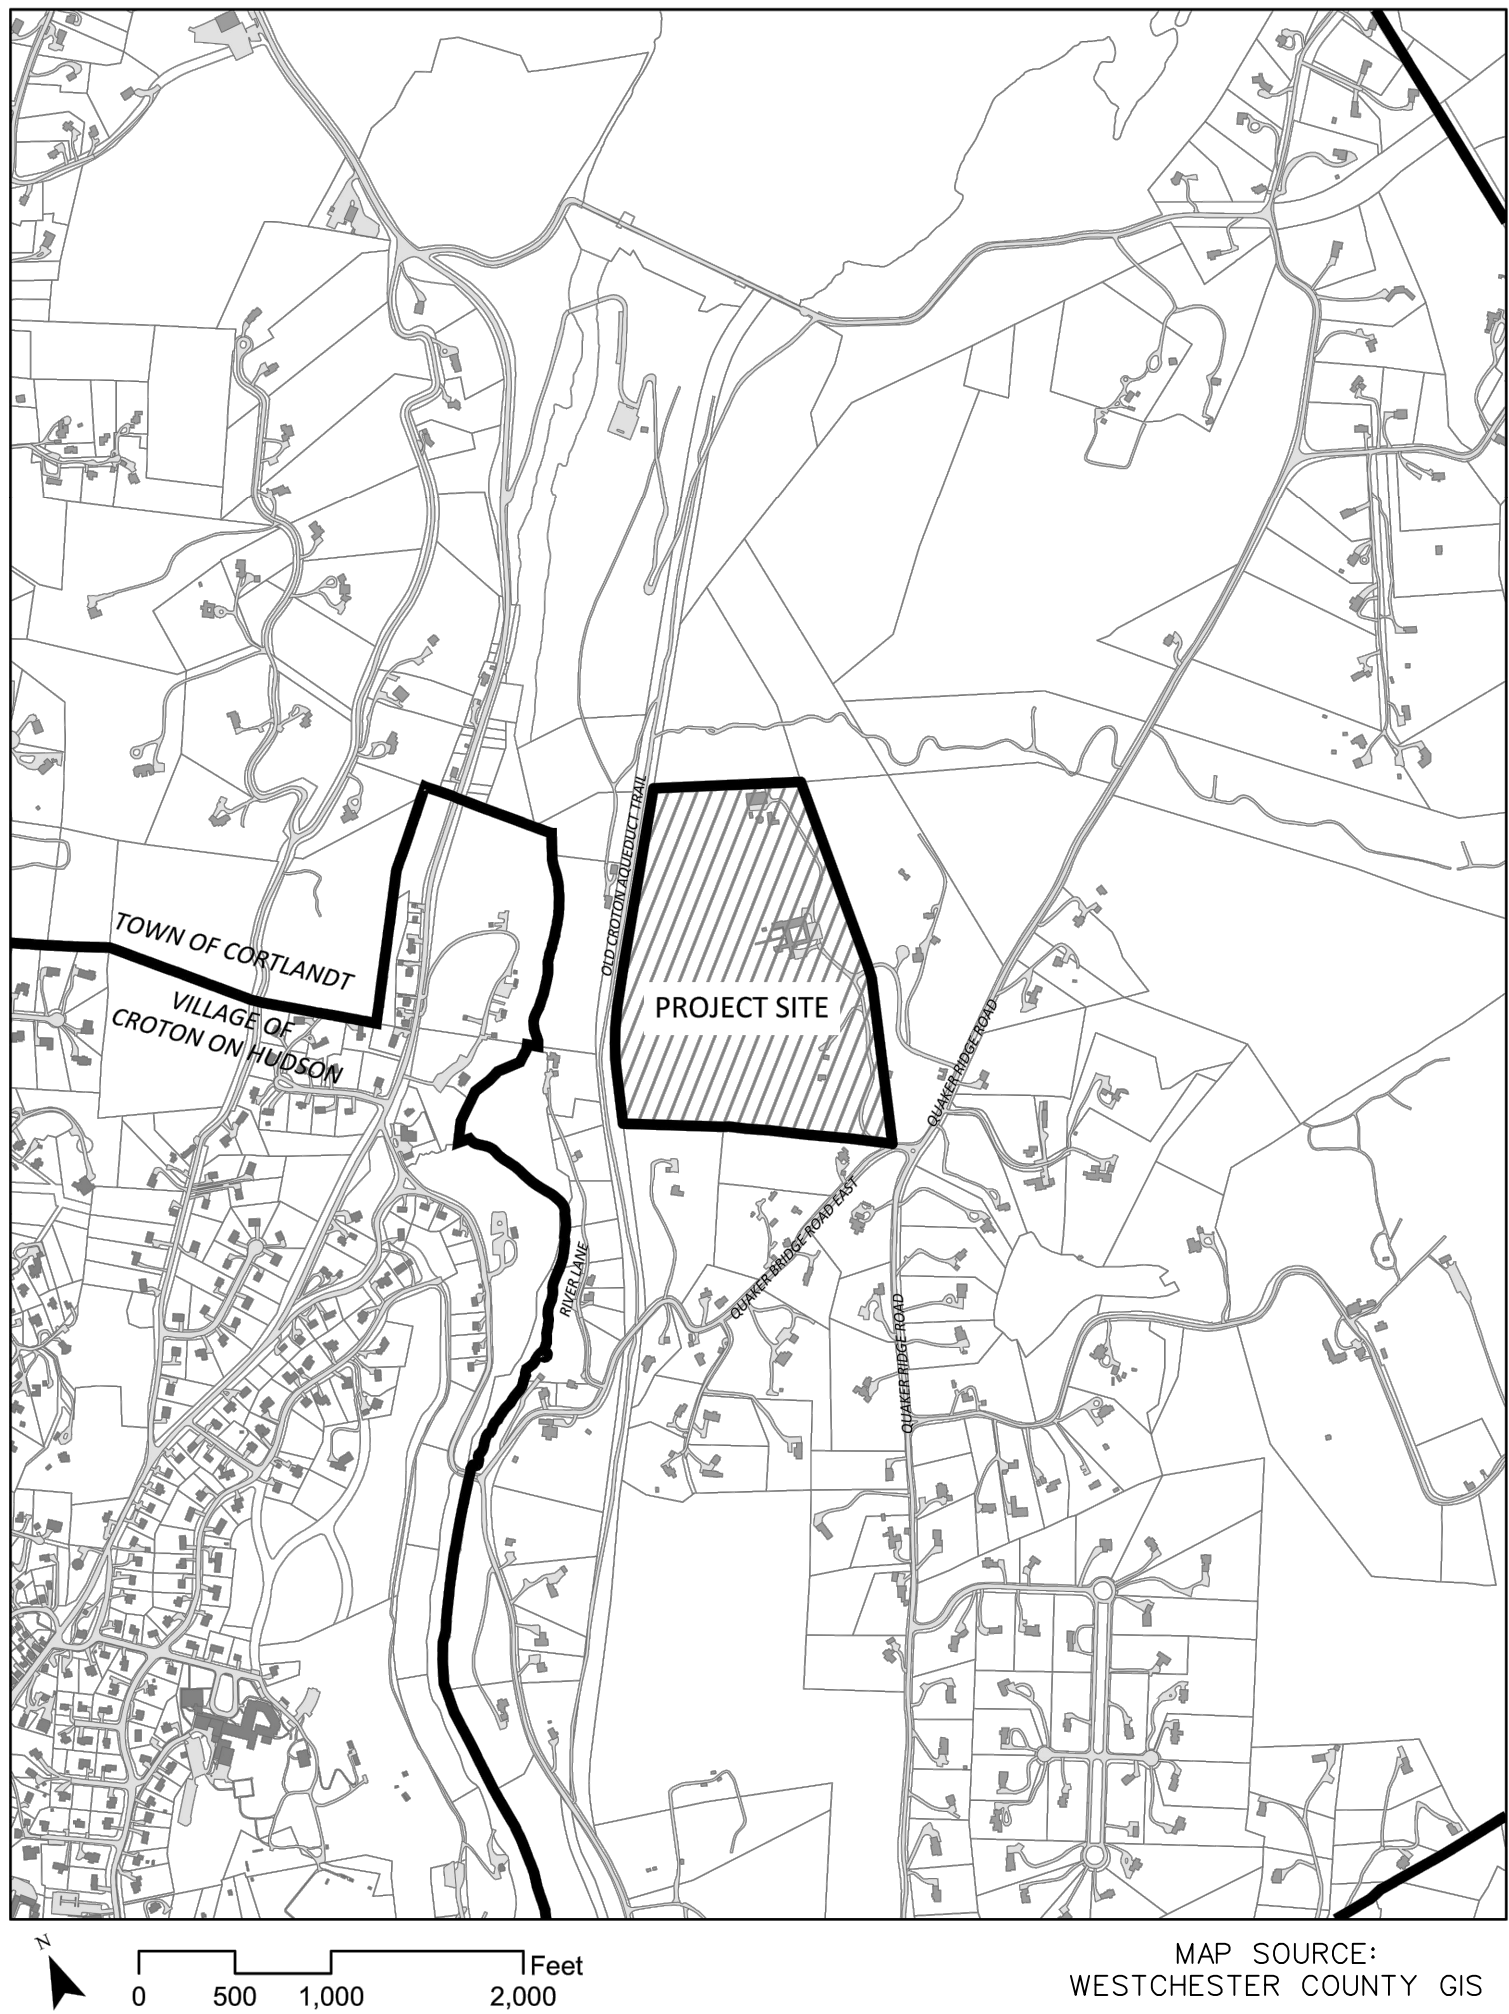 OLD CROTON AQUEDUCT TRAIL
TOWN OF CORTLANDT
VILLAGE OF
CROTON ON HUDSON
PROJECT SITE
QUAKER RIDGE ROAD
QUAKER BRIDGE ROAD EAST
RIVER LANE
QUAKER RIDGE ROAD
N
Feet
0 500 1,000 2,000
MAP SOURCE:
WESTCHESTER COUNTY GIS